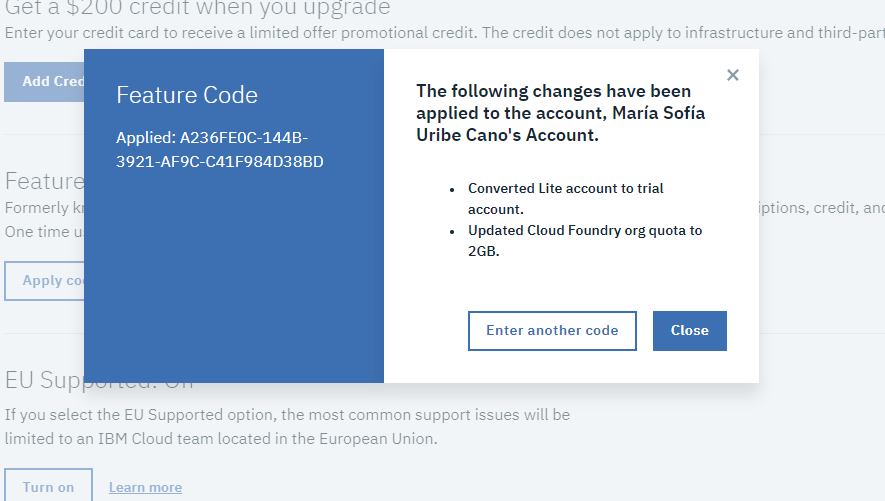 Get a $200 credit when you upgrade
Enter your credit card to receive a limited offer promotional credit. The credit does not apply to infrastructure and third-part
Add Cred
Feature Code
Applied: A236FE0C-144B-
3921-AF9C-C41F984D38BD
×
The following changes have been
applied to the account, María Sofía
Uribe Cano's Account.
• Converted Lite account to trial
account.
• Updated Cloud Foundry org quota to
2GB.
Enter another code
Close
Feature
Formerly kn
iptions, credit, and
One time u
Apply co
EU Supported: Off
If you select the EU Supported option, the most common support issues will be
limited to an IBM Cloud team located in the European Union.
Turn on
Learn more